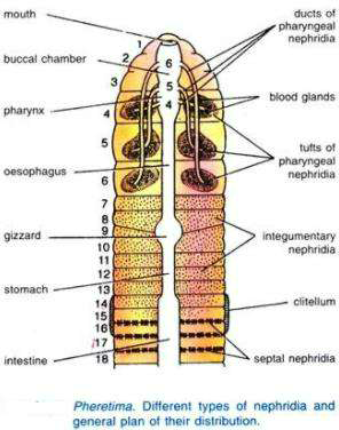 mouth
buccal chamber
pharynx
oesophagus
gizzard
stomach
intestine
1
2
3
4
5
6
7
8
9
10
11
12
13
14
15
16
17
18
6
5
4
ducts of
pharyngeal
nephridia
blood glands
tufts of
pharyngeal
nephridia
integumentary
nephridia
clitellum
septal nephridia
Pheretima. Different types of nephridia and
general plan of their distribution.